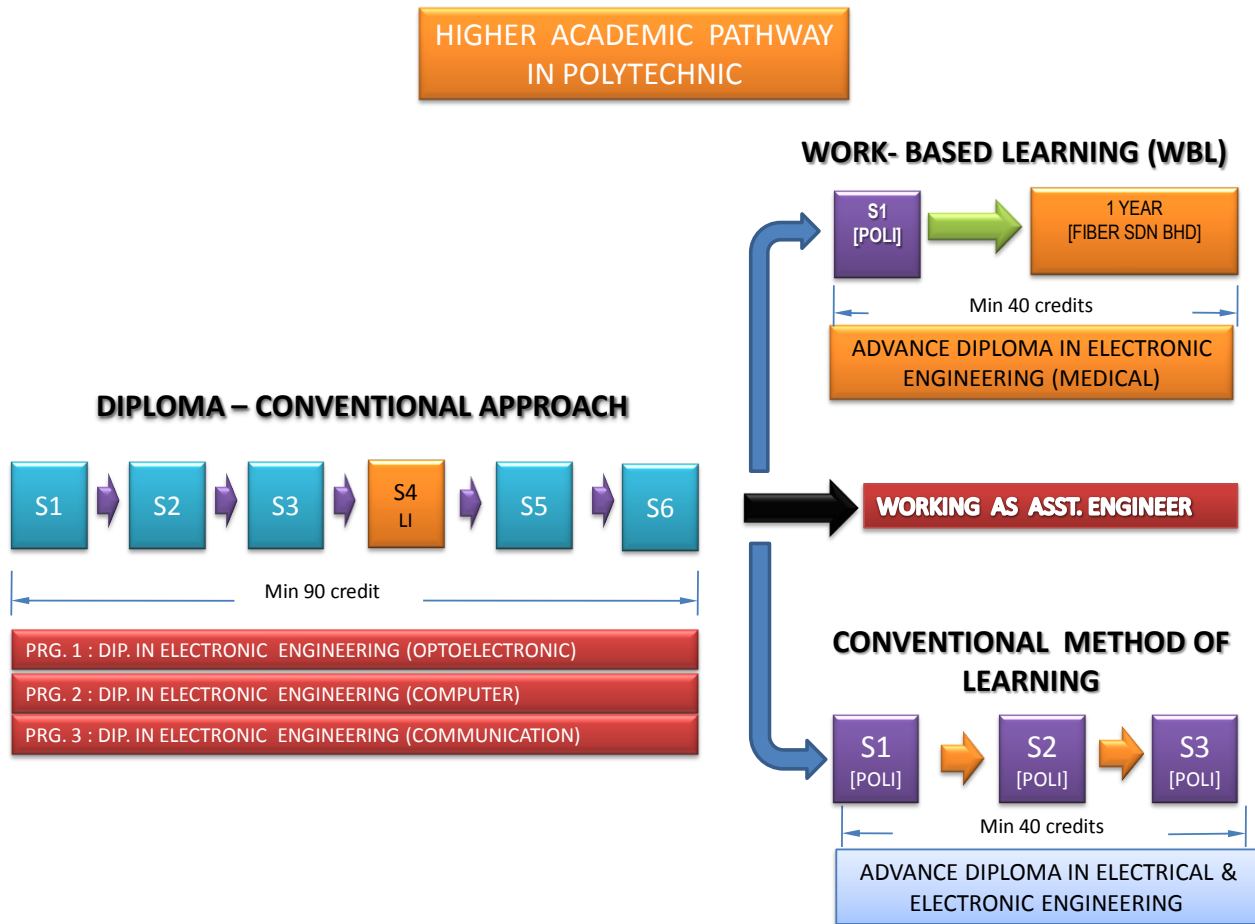 HIGHER ACADEMIC PATHWAY
IN POLYTECHNIC
WORK- BASED LEARNING (WBL)
S1
[POLI]
1 YEAR
[FIBER SDN BHD]
Min 40 credits
ADVANCE DIPLOMA IN ELECTRONIC
ENGINEERING (MEDICAL)
DIPLOMA – CONVENTIONAL APPROACH
S1
S2
S3
S4
LI
S5
S6
Min 90 credit
PRG. 1 : DIP. IN ELECTRONIC ENGINEERING (OPTOELECTRONIC)
PRG. 2 : DIP. IN ELECTRONIC ENGINEERING (COMPUTER)
PRG. 3 : DIP. IN ELECTRONIC ENGINEERING (COMMUNICATION)
WORKING AS ASST. ENGINEER
CONVENTIONAL METHOD OF
LEARNING
S1
[POLI]
S2
[POLI]
S3
[POLI]
Min 40 credits
ADVANCE DIPLOMA IN ELECTRICAL &
ELECTRONIC ENGINEERING